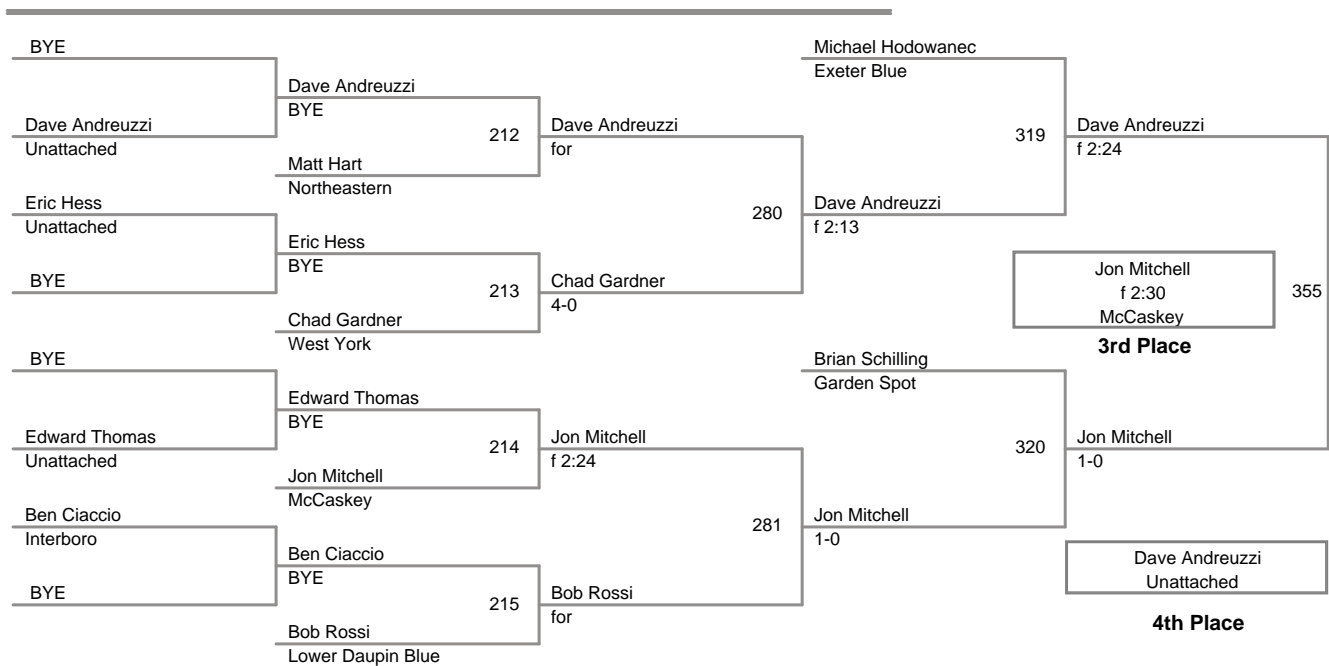 BYE
Dave Andreuzzi
Unattached
Eric Hess
Unattached
BYE
BYE
Edward Thomas
Unattached
Ben Ciaccio
Interboro
BYE
Dave Andreuzzi
BYE
212
Matt Hart
Northeastern
Eric Hess
BYE
213
Chad Gardner
West York
Edward Thomas
BYE
214
Jon Mitchell
McCaskey
Ben Ciaccio
BYE
215
Bob Rossi
Lower Daupin Blue
Dave Andreuzzi
for
280
Chad Gardner
4-0
Jon Mitchell
f 2:24
281
Bob Rossi
for
Michael Hodowanec
Exeter Blue
319
Dave Andreuzzi
f 2:13
Brian Schilling
Garden Spot
320
Jon Mitchell
1-0
Dave Andreuzzi
f 2:24
Jon Mitchell
f 2:30
McCaskey
355
3rd Place
Jon Mitchell
1-0
Dave Andreuzzi
Unattached
4th Place